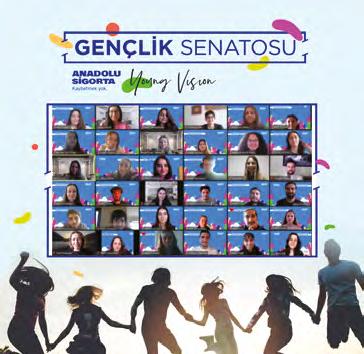 GENÇLİK SENATOSU
ANADOLU
SİGORTA
Kaybetmek yok.
Young Vision